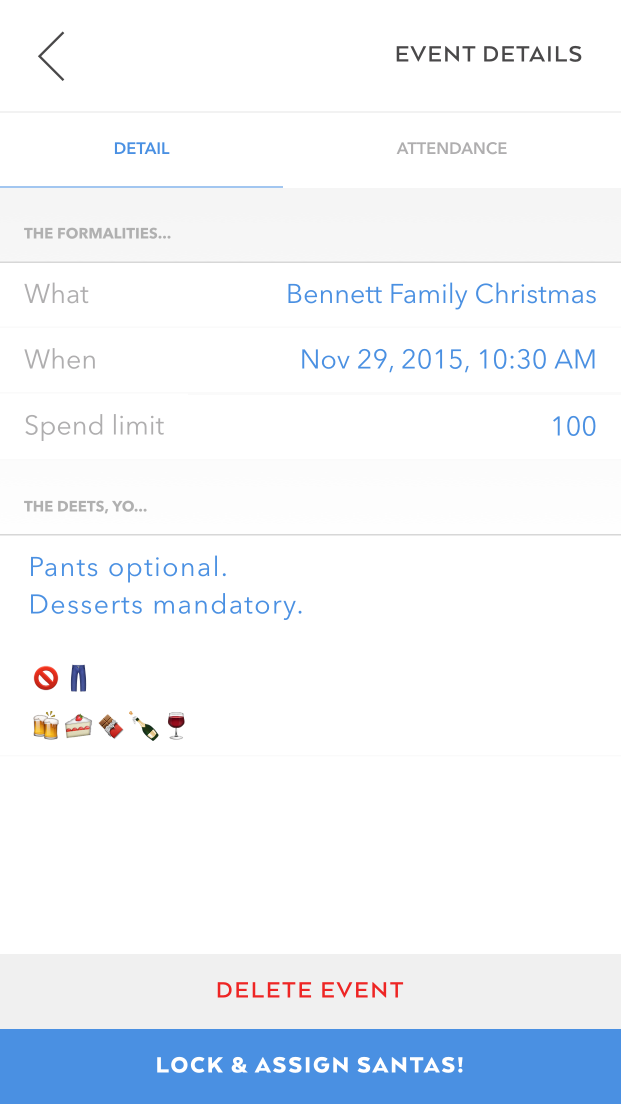 EVENT DETAILS
DETAIL
ATTENDANCE
THE FORMALITIES...
What
Bennett Family Christmas
When
Nov 29, 2015, 10:30 AM
Spend limit
100
THE DEETS, YO...
Pants optional.
Desserts mandatory.
🚫👖
🍻🍰🍫🍾🍷
DELETE EVENT
LOCK & ASSIGN SANTAS!